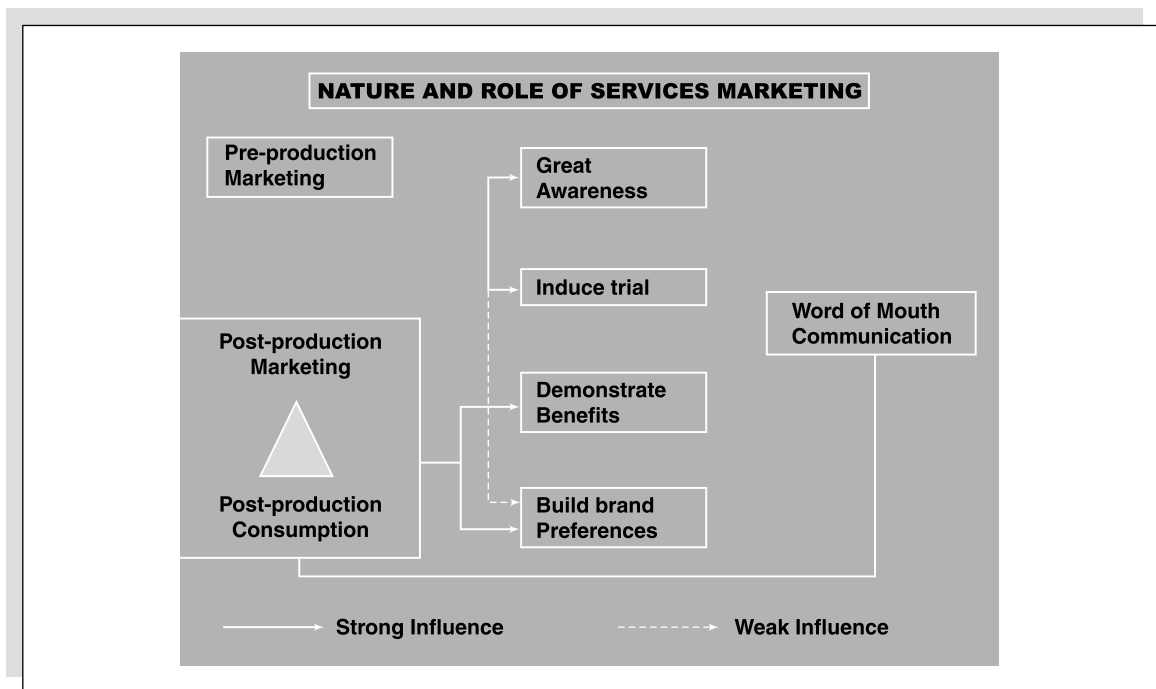 NATURE AND ROLE OF SERVICES MARKETING
Pre-production
Marketing
Great
Awareness
Induce trial
Word of Mouth
Communication
Post-production
Marketing
Demonstrate
Benefits
Post-production
Consumption
Build brand
Preferences
Strong Influence
Weak Influence